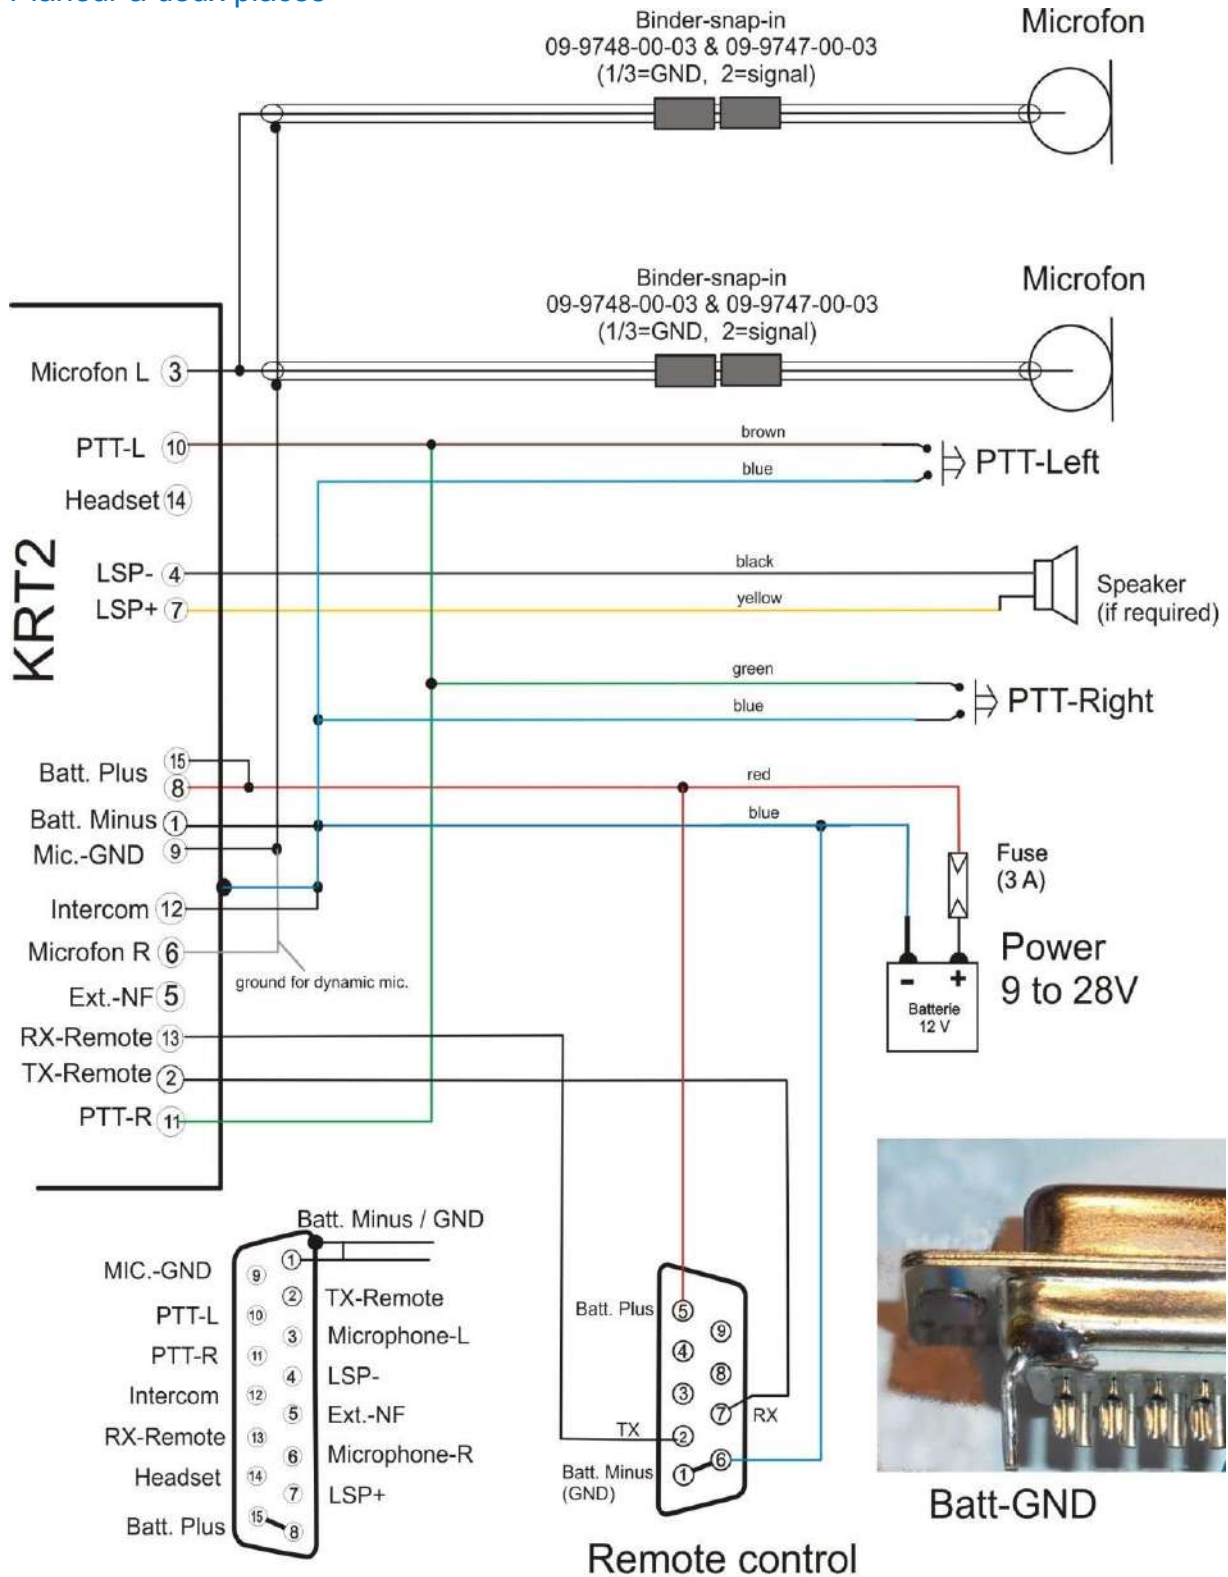 Planeur à deux places
Binder-snap-in
09-9748-00-03 & 09-9747-00-03
(1/3=GND, 2=signal)
Microfon
Binder-snap-in
09-9748-00-03 & 09-9747-00-03
(1/3=GND, 2=signal)
Microfon
KRT2
Microfon L 3
PTT-L 10
Headset 14
LSP- 4
LSP+ 7
15
Batt. Plus
8
Batt. Minus 1
Mic.-GND 9
Intercom 12
Microfon R 6
Ext.-NF 5
RX-Remote 13
TX-Remote 2
PTT-R 11
brown
blue
PTT-Left
black
yellow
Speaker
(if required)
green
blue
PTT-Right
red
blue
Fuse
(3 A)
Power
9 to 28V
- +
Batterie
12 V
ground for dynamic mic.
Batt. Minus / GND
MIC.-GND 9
PTT-L 10
PTT-R 11
Intercom 12
RX-Remote 13
Headset 14
Batt. Plus 15
1
2 TX-Remote
3 Microphone-L
4 LSP-
5 Ext.-NF
6 Microphone-R
7 LSP+
8
Batt. Plus 5
4
3
TX 2
Batt. Minus 1
(GND)
9
8
7 RX
6
Remote control
Batt-GND